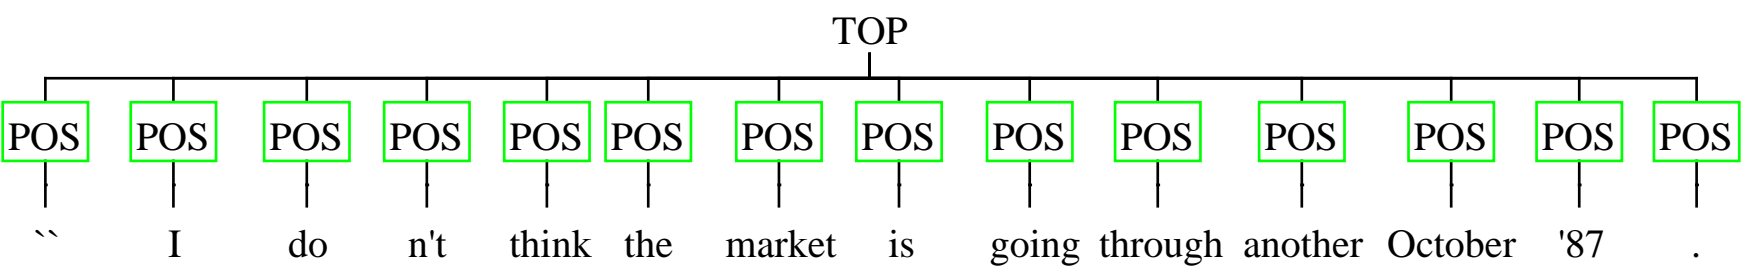 TOP
POS POS POS POS POS POS POS POS POS POS POS POS POS POS
`` I do n't think the market is going through another October '87 .